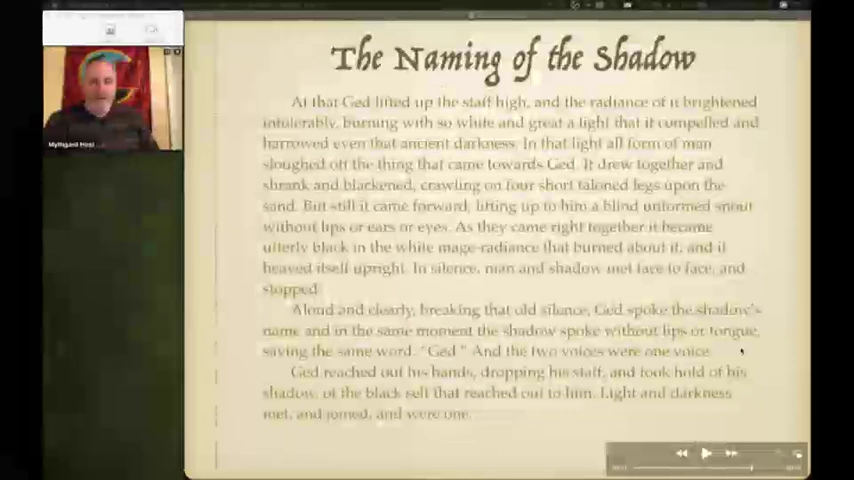 The Naming of the Shadow
At that Ged lifted up the staff high, and the radiance of it brightened
intolerably, burning with so white and great a light that it compelled and
harrowed even that ancient darkness. In that light all form of man
sloughed off the thing that came towards Ged. It drew together and
shrank and blackened, crawling on four short taloned legs upon the
sand. But still it came forward, lifting up to him a blind unformed snout
without lips or ears or eyes. As they came right together it became
utterly black in the white mage-radiance that burned about it, and it
heaved itself upright. In silence, man and shadow met face to face, and
stopped.
Aloud and clearly, breaking that old silence, Ged spoke the shadow's
name and in the same moment the shadow spoke without lips or tongue,
saying the same word. "Ged." And the two voices were one voice.
Ged reached out his hands, dropping his staff, and took hold of his
shadow, of the black self that reached out to him. Light and darkness
met, and joined, and were one.
Mythgard Host